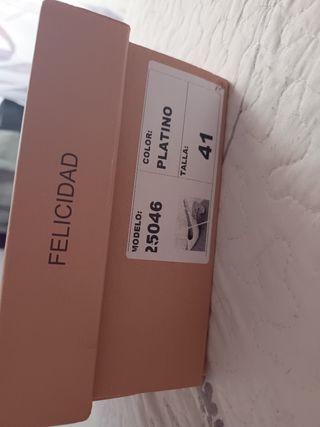 FELICIDAD
MODELO:
25046
COLOR:
PLATINO
TALLA:
41